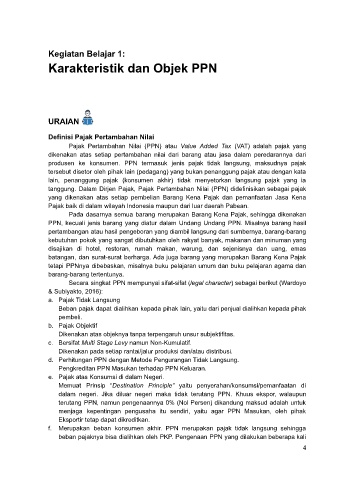 Kegiatan Belajar 1:
Karakteristik dan Objek PPN
URAIAN
Definisi Pajak Pertambahan Nilai
Pajak Pertambahan Nilai (PPN) atau Value Added Tax (VAT) adalah pajak yang
dikenakan atas setiap pertambahan nilai dari barang atau jasa dalam peredarannya dari
produsen ke konsumen. PPN termasuk jenis pajak tidak langsung, maksudnya pajak
tersebut disetor oleh pihak lain (pedagang) yang bukan penanggung pajak atau dengan kata
lain, penanggung pajak (konsumen akhir) tidak menyetorkan langsung pajak yang ia
tanggung. Dalam Dirjen Pajak, Pajak Pertambahan Nilai (PPN) didefinisikan sebagai pajak
yang dikenakan atas setiap pembelian Barang Kena Pajak dan pemanfaatan Jasa Kena
Pajak baik di dalam wilayah Indonesia maupun dari luar daerah Pabean.
Pada dasarnya semua barang merupakan Barang Kena Pajak, sehingga dikenakan
PPN, kecuali jenis barang yang diatur dalam Undang Undang PPN. Misalnya barang hasil
pertambangan atau hasil pengeboran yang diambil langsung dari sumbernya, barang-barang
kebutuhan pokok yang sangat dibutuhkan oleh rakyat banyak, makanan dan minuman yang
disajikan di hotel, restoran, rumah makan, warung, dan sejenisnya dan uang, emas
batangan, dan surat-surat berharga. Ada juga barang yang merupakan Barang Kena Pajak
tetapi PPNnya dibebaskan, misalnya buku pelajaran umum dan buku pelajaran agama dan
barang-barang tertentunya.
Secara singkat PPN mempunyai sifat-sifat (legal character) sebagai berikut (Wardoyo
& Subiyakto, 2016):
a. Pajak Tidak Langsung
Beban pajak dapat dialihkan kepada pihak lain, yaitu dari penjual dialihkan kepada pihak
pembeli.
b. Pajak Objektif
Dikenakan atas objeknya tanpa terpengaruh unsur subjektifitas.
c. Bersifat Multi Stage Levy namun Non-Kumulatif.
Dikenakan pada setiap rantai/jalur produksi dan/atau distribusi.
d. Perhitungan PPN dengan Metode Pengurangan Tidak Langsung.
Pengkreditan PPN Masukan terhadap PPN Keluaran.
e. Pajak atas Konsumsi di dalam Negeri.
Memuat Prinsip "Destination Principle" yaitu penyerahan/konsumsi/pemanfaatan di
dalam negeri. Jika diluar negeri maka tidak terutang PPN. Khusus ekspor, walaupun
terutang PPN, namun pengenaannya 0% (Nol Persen) dikandung maksud adalah untuk
menjaga kepentingan pengusaha itu sendiri, yaitu agar PPN Masukan, oleh pihak
Eksportir tetap dapat dikreditkan.
f. Merupakan beban konsumen akhir. PPN merupakan pajak tidak langsung sehingga
beban pajaknya bisa dialihkan oleh PKP. Pengenaan PPN yang dilakukan beberapa kali
4